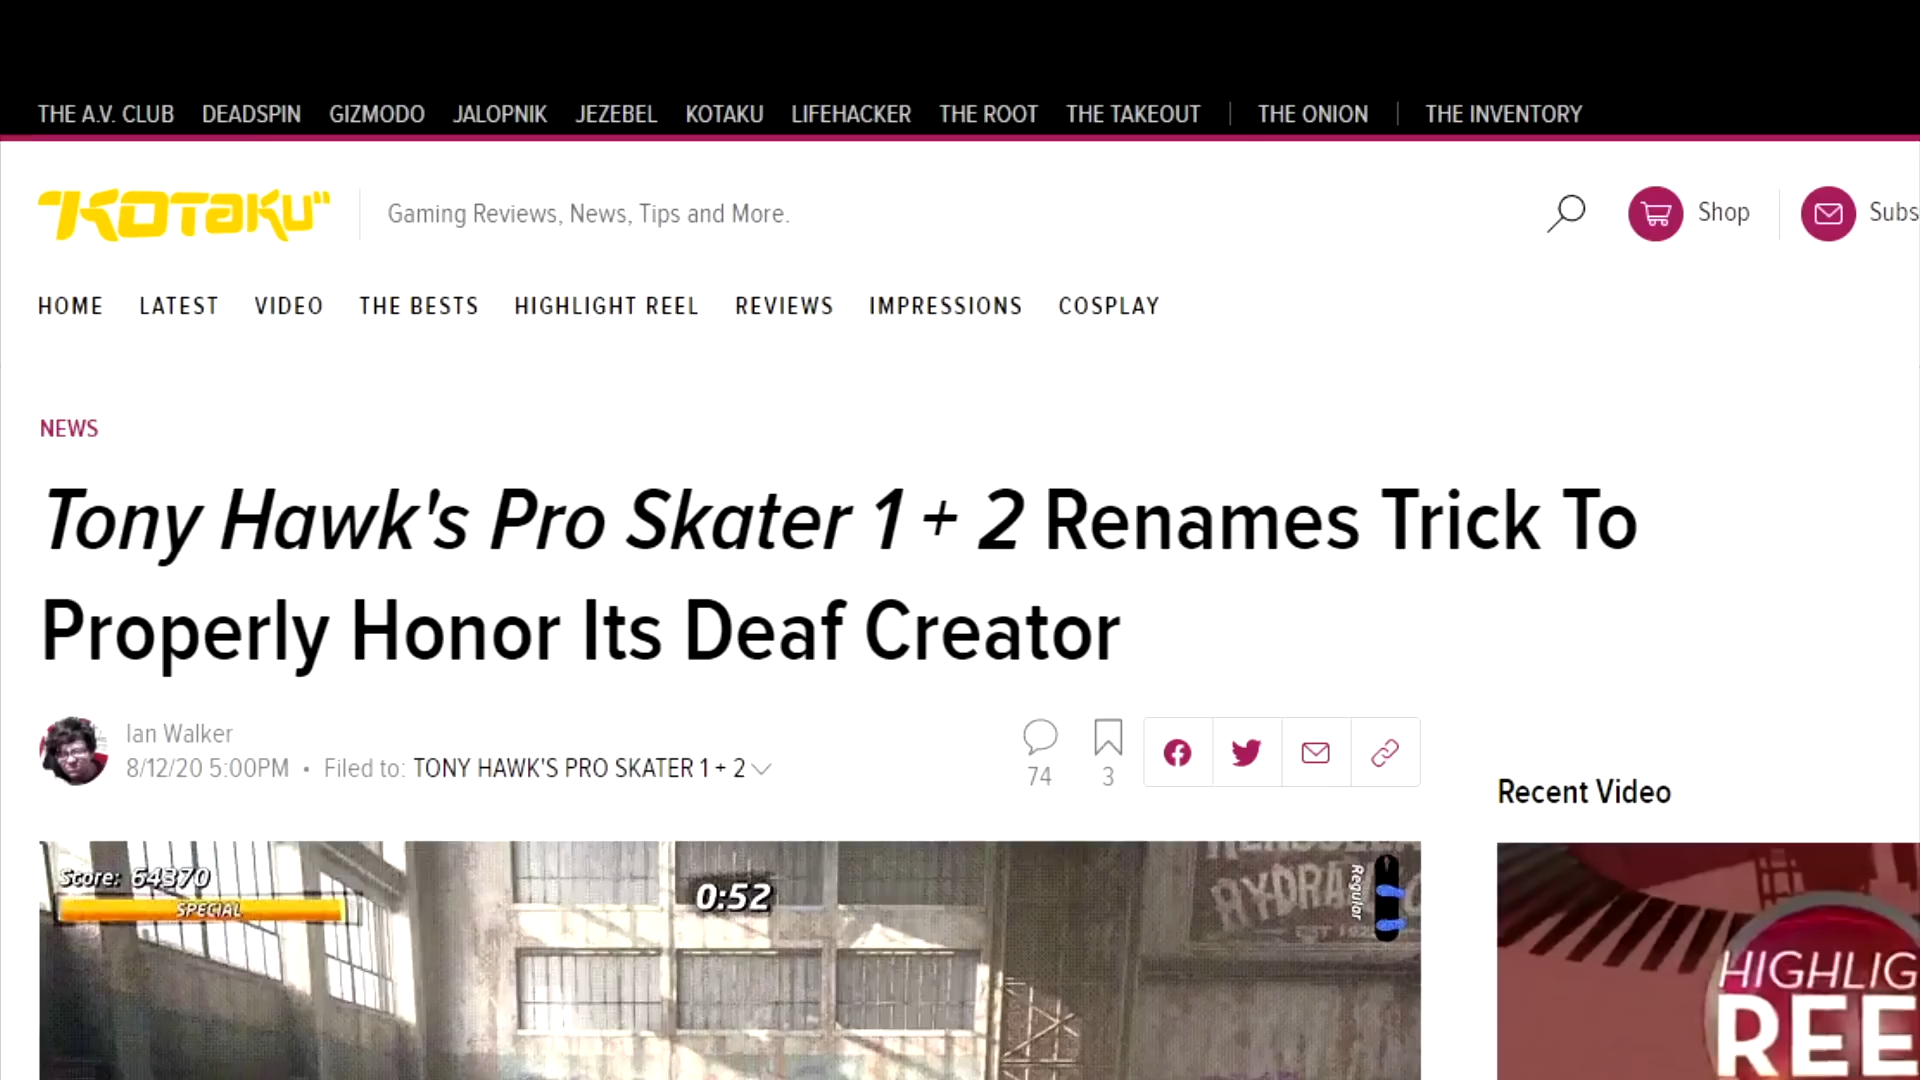 THE A.V. CLUB DEADSPIN GIZMODO JALOPNIK JEZEBEL KOTAKU LIFEHACKER THE ROOT THE TAKEOUT THE ONION THE INVENTORY
"KOTaKu" Gaming Reviews, News, Tips and More. Shop Subs
HOME LATEST VIDEO THE BESTS HIGHLIGHT REEL REVIEWS IMPRESSIONS COSPLAY
NEWS
Tony Hawk's Pro Skater 1 + 2 Renames Trick To
Properly Honor Its Deaf Creator
Ian Walker
8/12/20 5:00PM • Filed to: TONY HAWK'S PRO SKATER 1 + 2
74 3
Recent Video
Score: 54370
SPECIAL
0:52
Regular
HIGHLIG
REE